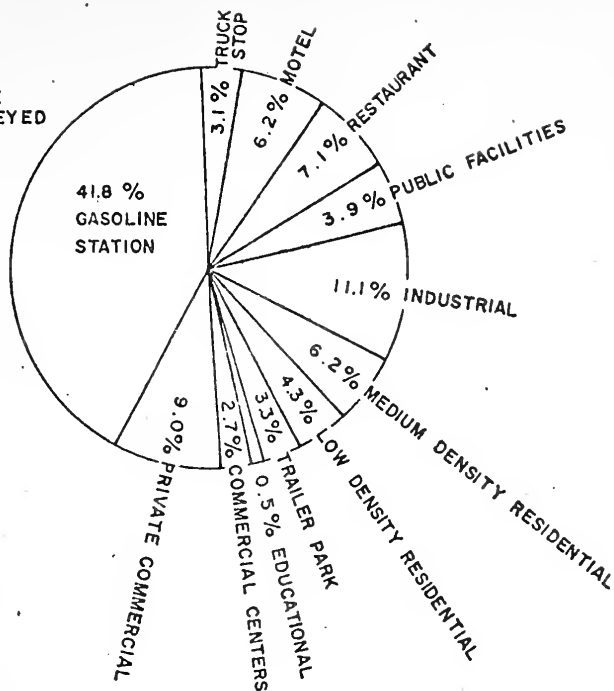 EYED
3.1% TRUCK
STOP
6.2% MOTEL
7.1% RESTAURANT
3.9% PUBLIC FACILITIES
11.1% INDUSTRIAL
6.2% MEDIUM DENSITY RESIDENTIAL
4.3% LOW DENSITY RESIDENTIAL
3.3% TRAILER PARK
0.5% EDUCATIONAL
2.7% COMMERCIAL CENTERS
9.0% PRIVATE COMMERCIAL
41.8 %
GASOLINE
STATION